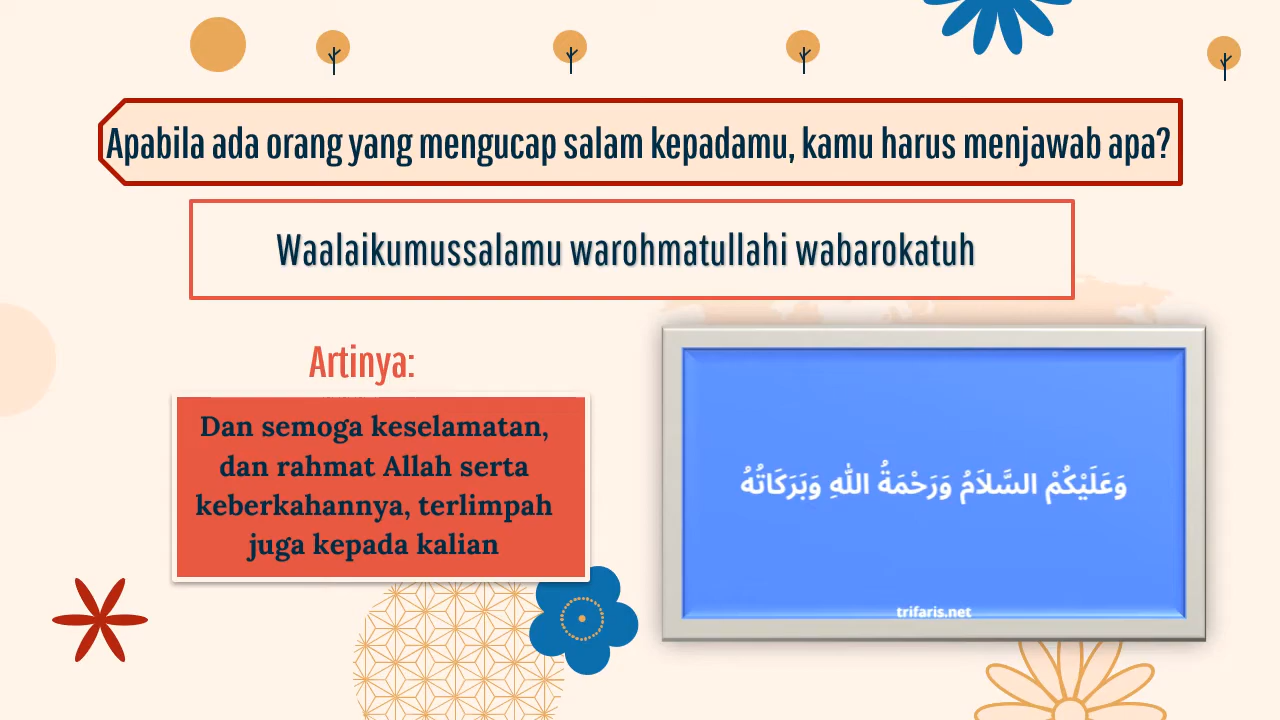 Apabila ada orang yang mengucap salam kepadamu, kamu harus menjawab apa?
Waalaikumussalamu warohmatullahi wabarokatuh
Artinya:
Dan semoga keselamatan,
dan rahmat Allah serta
keberkahannya, terlimpah
juga kepada kalian
وَعَلَيْكُمْ السَّلاَمُ وَرَحْمَةُ اللهِ وَبَرَكَاتُهُ
trifaris.net